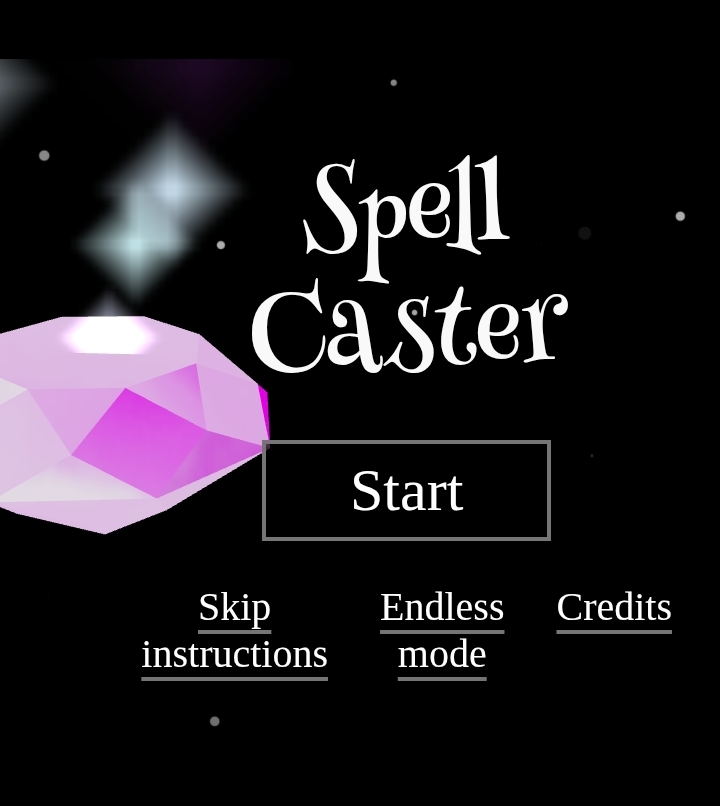 Spell
Caster
Start
Skip
instructions
Endless
mode
Credits